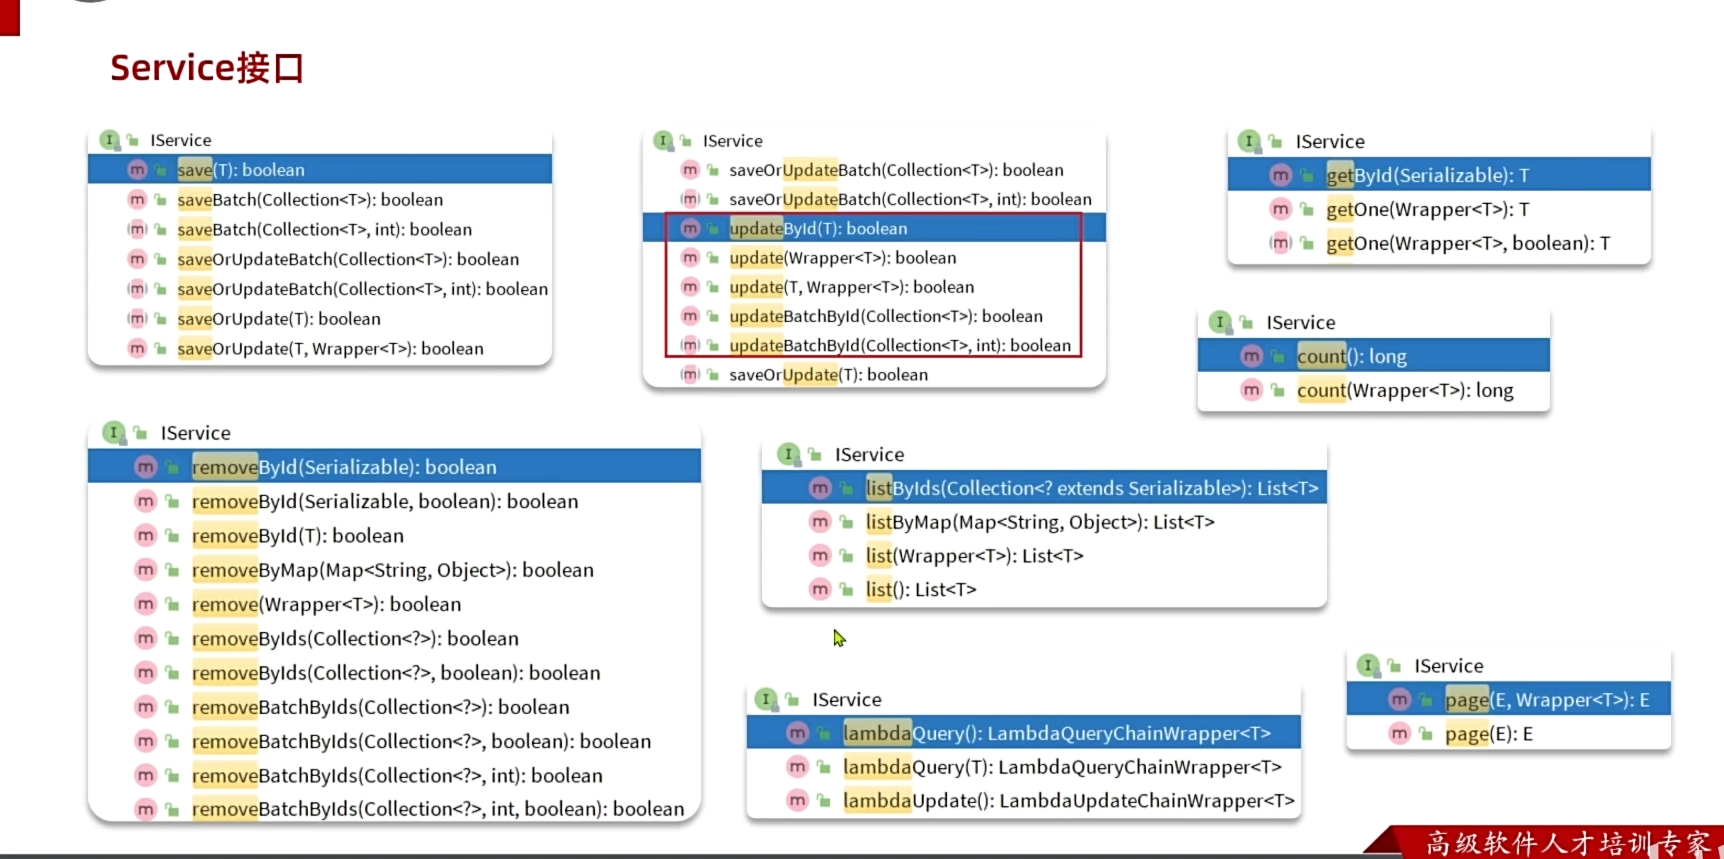 Service接口
IService
save(T): boolean
saveBatch(Collection<T>): boolean
saveBatch(Collection<T>, int): boolean
saveOrUpdateBatch(Collection<T>): boolean
saveOrUpdateBatch(Collection<T>, int): boolean
saveOrUpdate(T): boolean
saveOrUpdate(T, Wrapper<T>): boolean
IService
saveOrUpdateBatch(Collection<T>): boolean
saveOrUpdateBatch(Collection<T>, int): boolean
updateById(T): boolean
update(Wrapper<T>): boolean
update(T, Wrapper<T>): boolean
updateBatchById(Collection<T>): boolean
updateBatchById(Collection<T>, int): boolean
saveOrUpdate(T): boolean
IService
getById(Serializable): T
getOne(Wrapper<T>): T
getOne(Wrapper<T>, boolean): T
IService
count(): long
count(Wrapper<T>): long
IService
removeById(Serializable): boolean
removeById(Serializable, boolean): boolean
removeById(T): boolean
removeByMap(Map<String, Object>): boolean
remove(Wrapper<T>): boolean
removeByIds(Collection<?>): boolean
removeByIds(Collection<?>, boolean): boolean
removeBatchByIds(Collection<?>): boolean
removeBatchByIds(Collection<?>, boolean): boolean
removeBatchByIds(Collection<?>, int): boolean
removeBatchByIds(Collection<?>, int, boolean): boolean
IService
listByIds(Collection<? extends Serializable>): List<T>
listByMap(Map<String, Object>): List<T>
list(Wrapper<T>): List<T>
list(): List<T>
IService
lambdaQuery(): LambdaQueryChainWrapper<T>
lambdaQuery(T): LambdaQueryChainWrapper<T>
lambdaUpdate(): LambdaUpdateChainWrapper<T>
IService
page(E, Wrapper<T>): E
page(E): E
高级软件人才培训专家